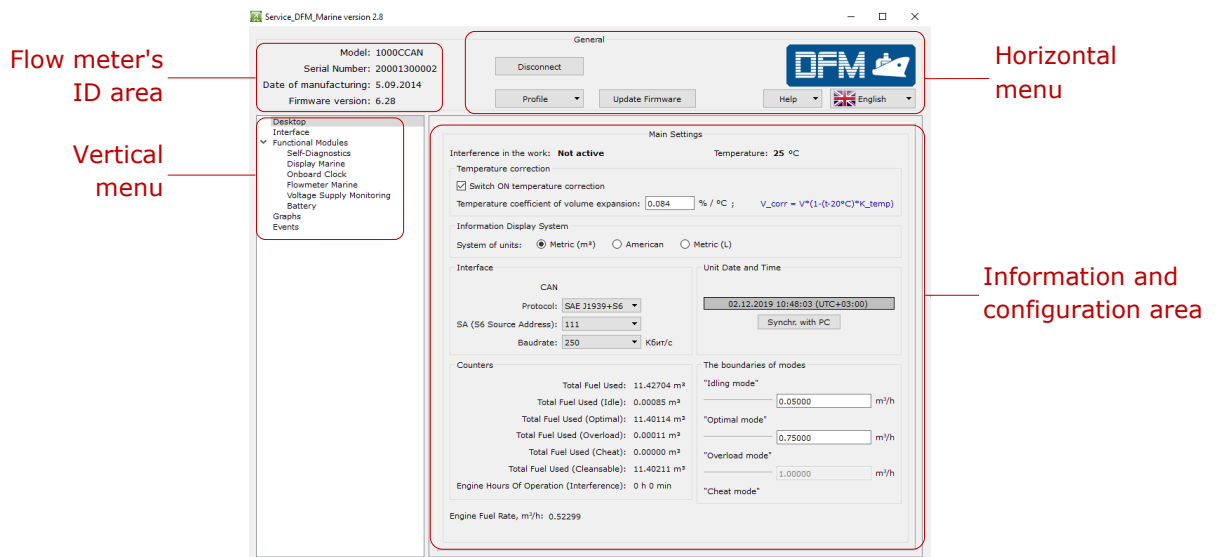 Service_DFM_Marine version 2.8
Flow meter's
ID area
Model: 1000CCAN
Serial Number: 20001300002
Date of manufacturing: 5.09.2014
Firmware version: 6.28
General
Disconnect
DFM
Profile
Update Firmware
Help
English
Horizontal
menu
Vertical
menu
Desktop
Interface
Functional Modules
Self-Diagnostics
Display Marine
Onboard Clock
Flowmeter Marine
Voltage Supply Monitoring
Battery
Graphs
Events
Main Settings
Interference in the work: Not active
Temperature: 25 ºC
Temperature correction
Switch ON temperature correction
Temperature coefficient of volume expansion: 0.084 % / ºC ; V_corr = V*(1-(t-20ºC)*K_temp)
Information Display System
System of units: Metric (m³) American Metric (L)
Interface
CAN
Protocol: SAE J1939+S6
SA (S6 Source Address): 111
Baudrate: 250 Кбит/с
Unit Date and Time
02.12.2019 10:48:03 (UTC+03:00)
Synchr. with PC
Counters
Total Fuel Used: 11.42704 m³
Total Fuel Used (Idle): 0.00085 m³
Total Fuel Used (Optimal): 11.40114 m³
Total Fuel Used (Overload): 0.00011 m³
Total Fuel Used (Cheat): 0.00000 m³
Total Fuel Used (Cleansable): 11.40211 m³
Engine Hours Of Operation (Interference): 0 h 0 min
The boundaries of modes
"Idling mode"
0.05000 m³/h
"Optimal mode"
0.75000 m³/h
"Overload mode"
1.00000 m³/h
"Cheat mode"
Engine Fuel Rate, m³/h: 0.52299
Information and
configuration area